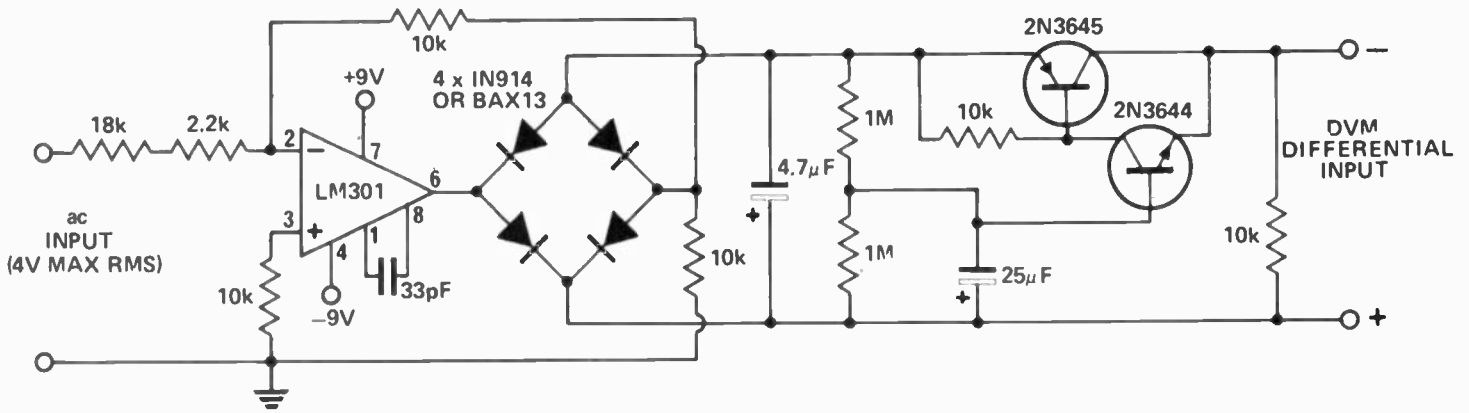 10k
4 x IN914
OR BAX13
+9V
18k
2.2k
2
−
7
LM301
6
8
3
+
4
1
33pF
−9V
10k
ac
INPUT
(4V MAX RMS)
10k
4.7µF
+
1M
1M
10k
2N3645
2N3644
25µF
+
10k
−
DVM
DIFFERENTIAL
INPUT
+